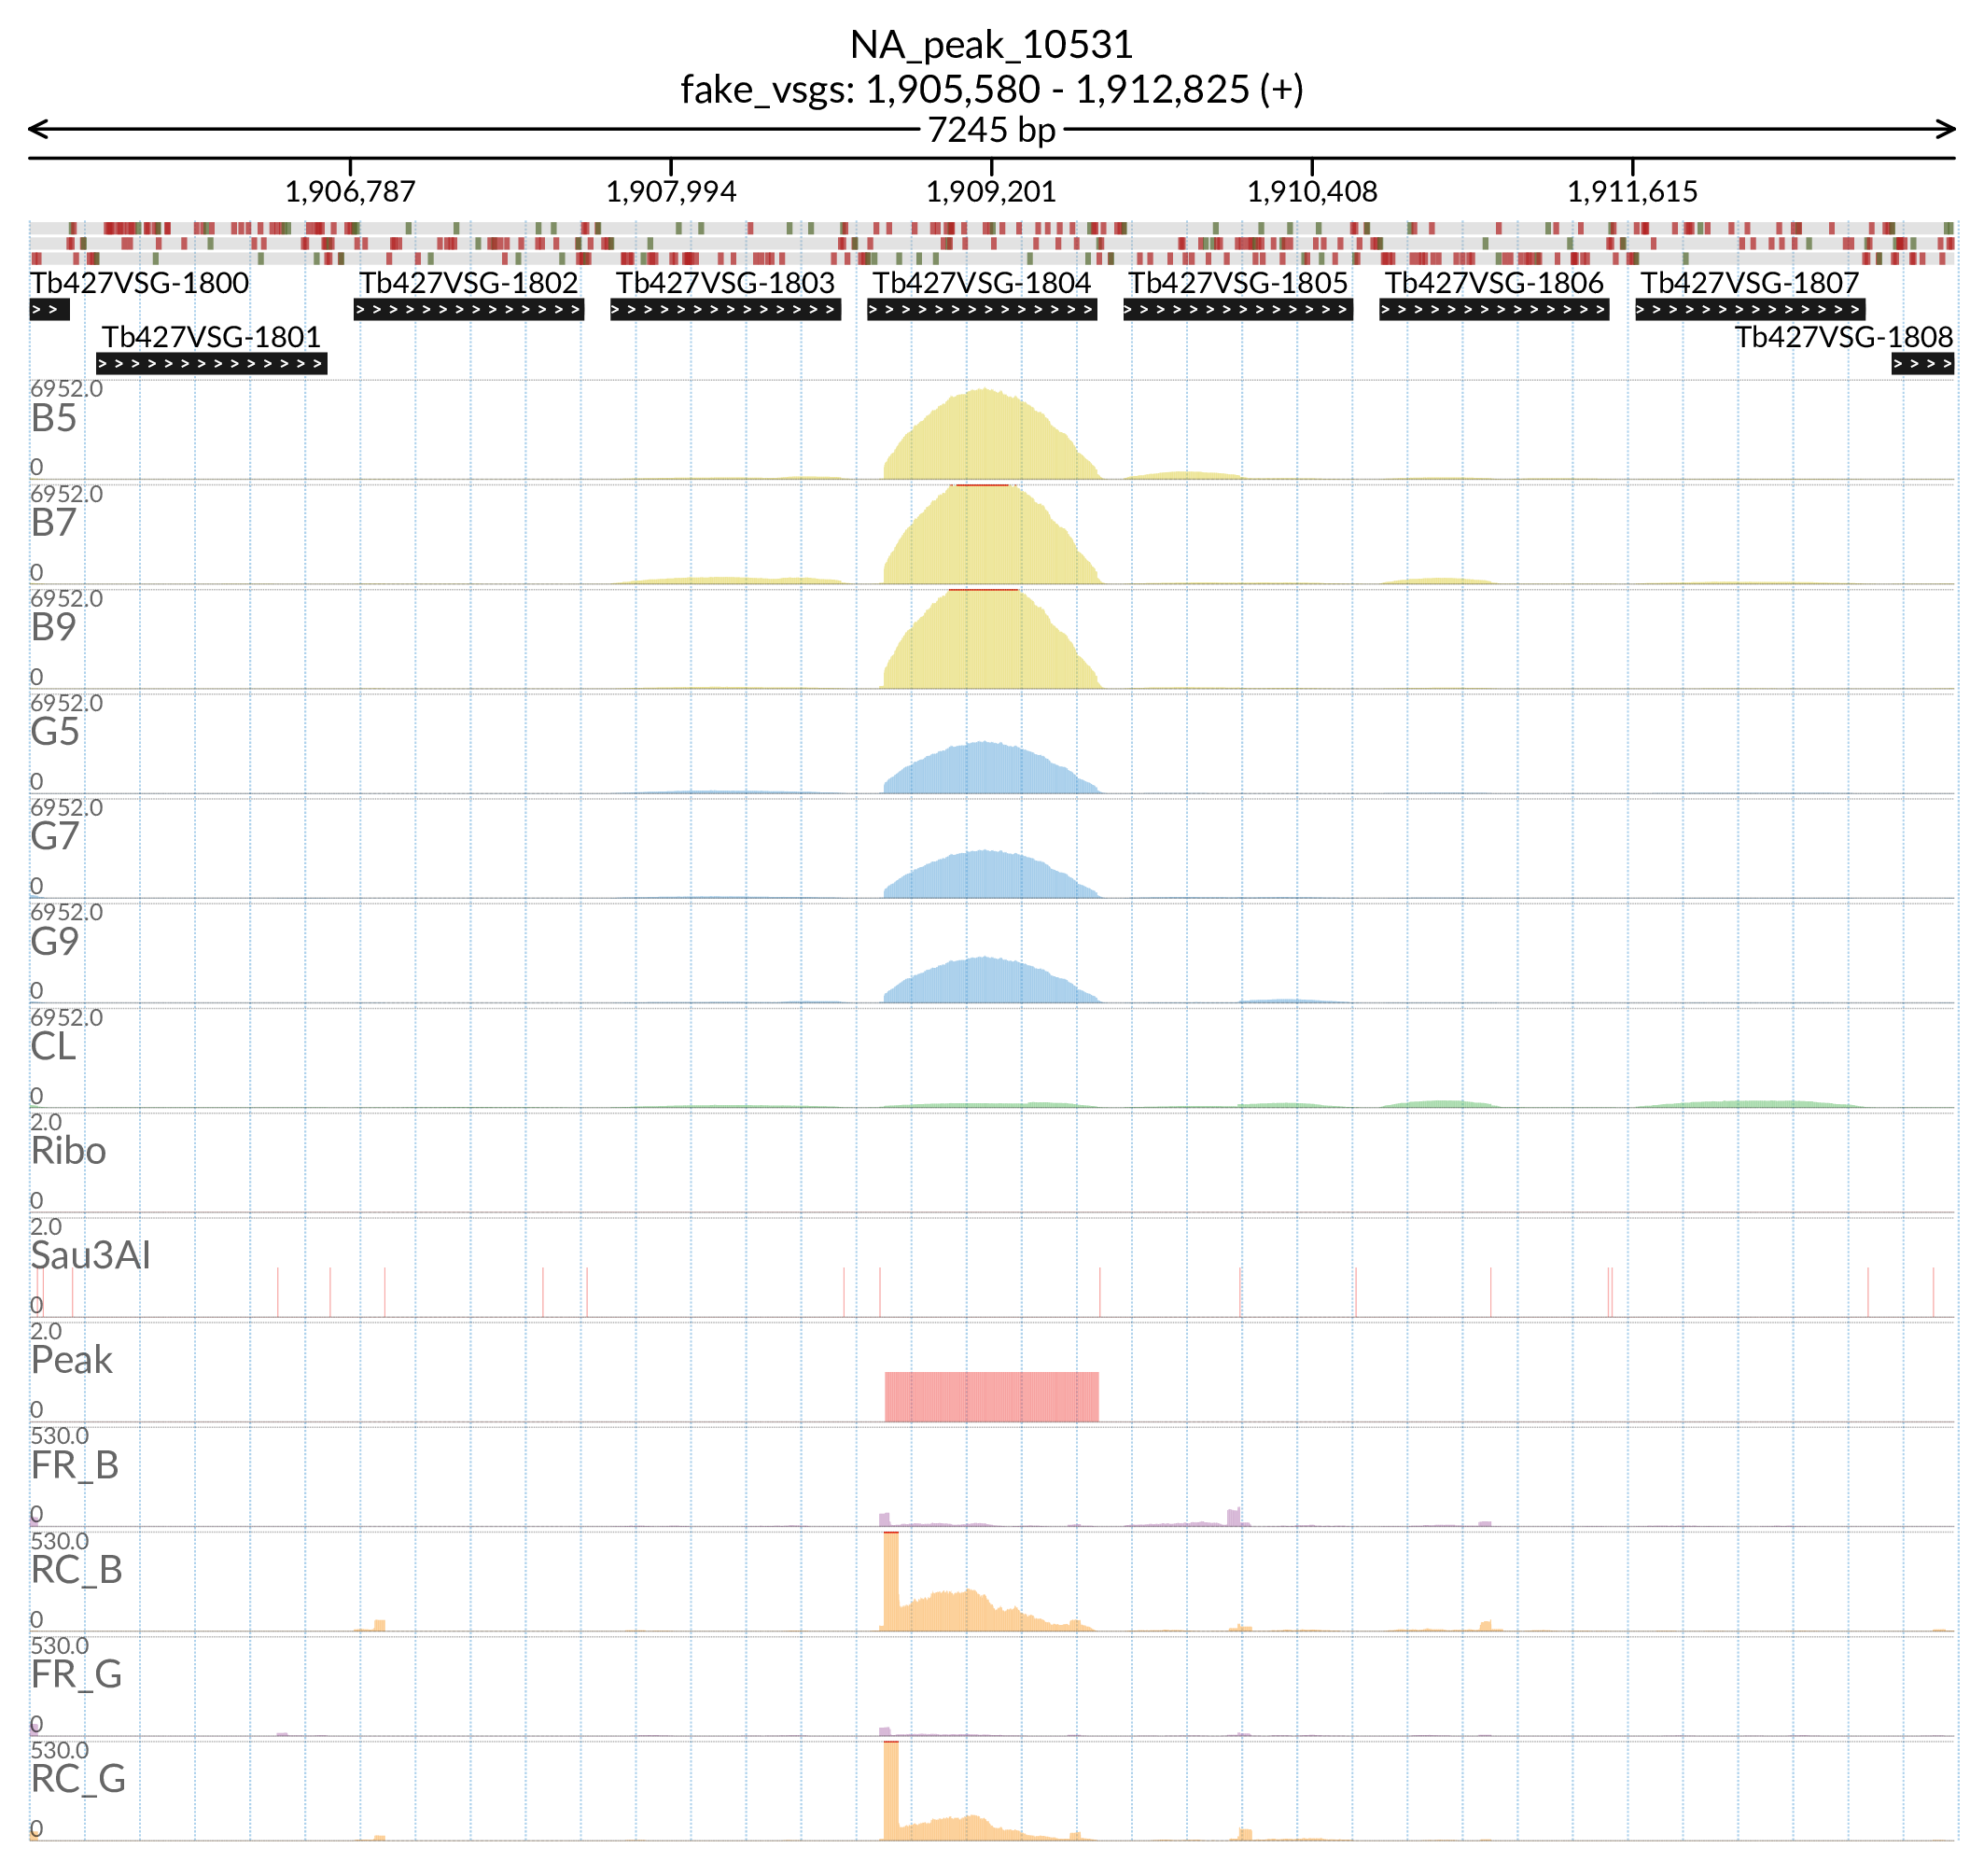 NA_peak_10531
fake_vsgs: 1,905,580 - 1,912,825 (+)
7245 bp
1,906,787 1,907,994 1,909,201 1,910,408 1,911,615
Tb427VSG-1800 Tb427VSG-1802 Tb427VSG-1803 Tb427VSG-1804 Tb427VSG-1805 Tb427VSG-1806 Tb427VSG-1807
Tb427VSG-1801 Tb427VSG-1808
6952.0
B5
0
6952.0
B7
0
6952.0
B9
0
6952.0
G5
0
6952.0
G7
0
6952.0
G9
0
6952.0
CL
0
2.0
Ribo
0
2.0
Sau3AI
0
2.0
Peak
0
530.0
FR_B
0
530.0
RC_B
0
530.0
FR_G
0
530.0
RC_G
0